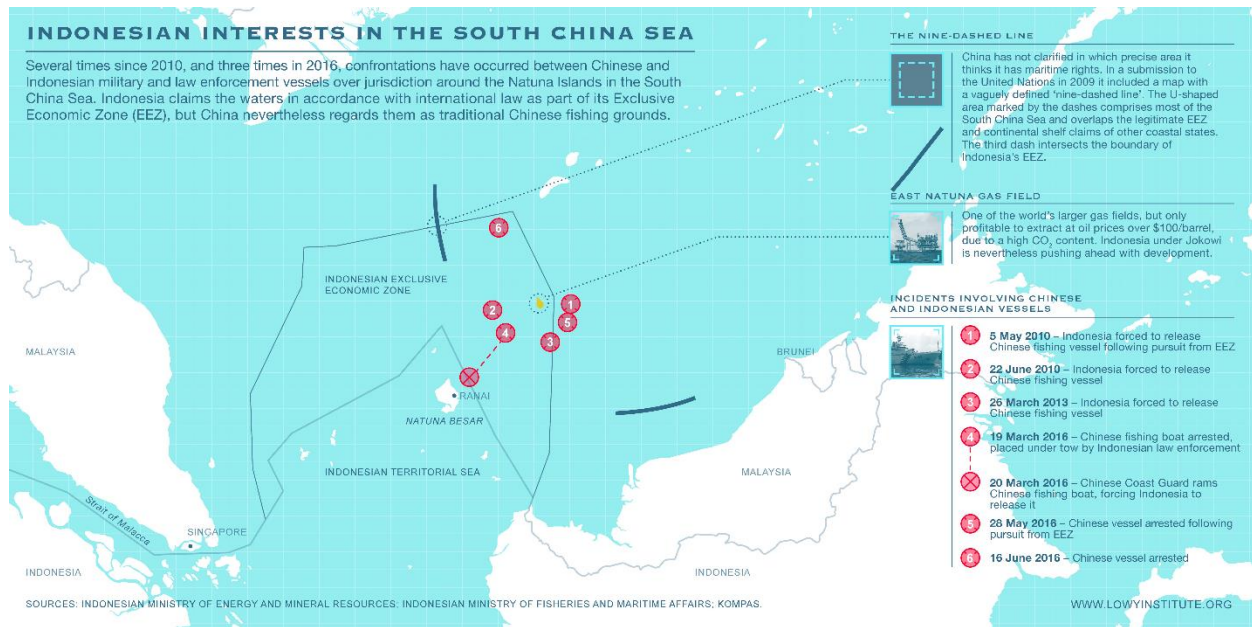 INDONESIAN INTERESTS IN THE SOUTH CHINA SEA
Several times since 2010, and three times in 2016, confrontations have occurred between Chinese and
Indonesian military and law enforcement vessels over jurisdiction around the Natuna Islands in the South
China Sea. Indonesia claims the waters in accordance with international law as part of its Exclusive
Economic Zone (EEZ), but China nevertheless regards them as traditional Chinese fishing grounds.
THE NINE-DASHED LINE
China has not clarified in which precise area it
thinks it has maritime rights. In a submission to
the United Nations in 2009 it included a map with
a vaguely defined ‘nine-dashed line’. The U-shaped
area marked by the dashes comprises most of the
South China Sea and overlaps the legitimate EEZ
and continental shelf claims of other coastal states.
The third dash intersects the boundary of
Indonesia's EEZ.
EAST NATUNA GAS FIELD
One of the world's larger gas fields, but only
profitable to extract at oil prices over $100/barrel,
due to a high CO₂ content. Indonesia under Jokowi
is nevertheless pushing ahead with development.
INCIDENTS INVOLVING CHINESE
AND INDONESIAN VESSELS
1 5 May 2010 – Indonesia forced to release
Chinese fishing vessel following pursuit from EEZ
2 22 June 2010 – Indonesia forced to release
Chinese fishing vessel
3 26 March 2013 – Indonesia forced to release
Chinese fishing vessel
4 19 March 2016 – Chinese fishing boat arrested,
placed under tow by Indonesian law enforcement
20 March 2016 – Chinese Coast Guard rams
Chinese fishing boat, forcing Indonesia to
release it
5 28 May 2016 – Chinese vessel arrested following
pursuit from EEZ
6 16 June 2016 – Chinese vessel arrested
6
INDONESIAN EXCLUSIVE
ECONOMIC ZONE
1
2
5
4
3
MALAYSIA
BRUNEI
RANAI
NATUNA BESAR
INDONESIAN TERRITORIAL SEA
MALAYSIA
Strait of Malacca
SINGAPORE
INDONESIA
INDONESIA
SOURCES: INDONESIAN MINISTRY OF ENERGY AND MINERAL RESOURCES: INDONESIAN MINISTRY OF FISHERIES AND MARITIME AFFAIRS; KOMPAS.
WWW.LOWYINSTITUTE.ORG